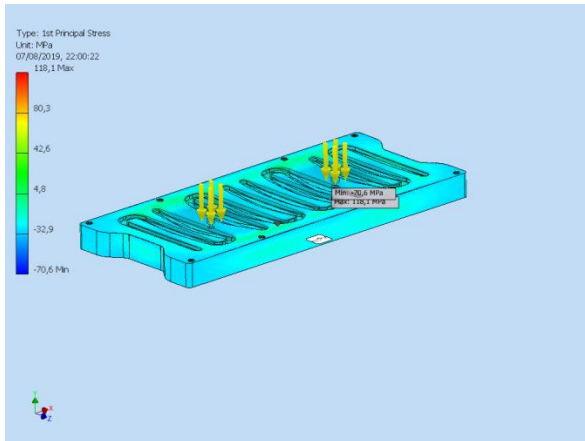 Type: 1st Principal Stress
Unit: MPa
07/08/2019, 22:00:22
118,1 Max
80,3
42,6
4,8
-32,9
-70,6 Min
Min: -70,6 MPa
Max: 118,1 MPa
Y
X
Z